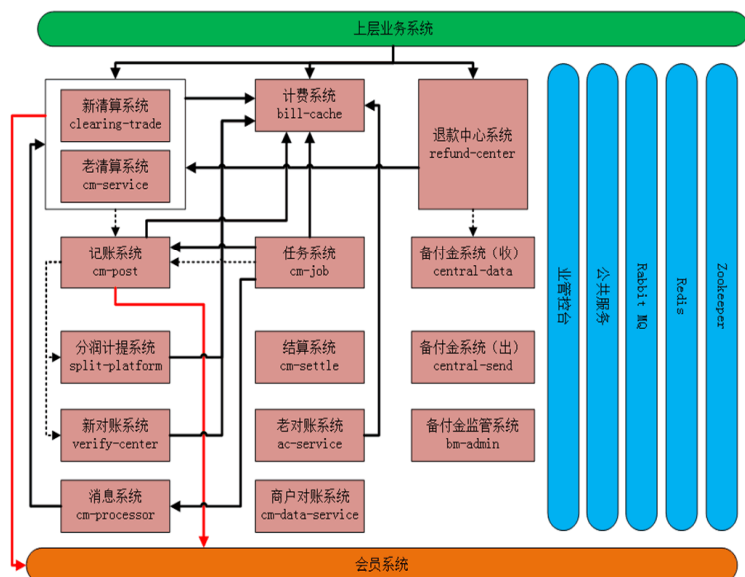 上层业务系统
新清算系统
clearing-trade
老清算系统
cm-service
计费系统
bill-cache
退款中心系统
refund-center
记账系统
cm-post
任务系统
cm-job
备付金系统（收）
central-data
分润计提系统
split-platform
结算系统
cm-settle
备付金系统（出）
central-send
新对账系统
verify-center
老对账系统
ac-service
备付金监管系统
bm-admin
消息系统
cm-processor
商户对账系统
cm-data-service
业管控台
公共服务
Rabbit MQ
Redis
Zookeeper
会员系统